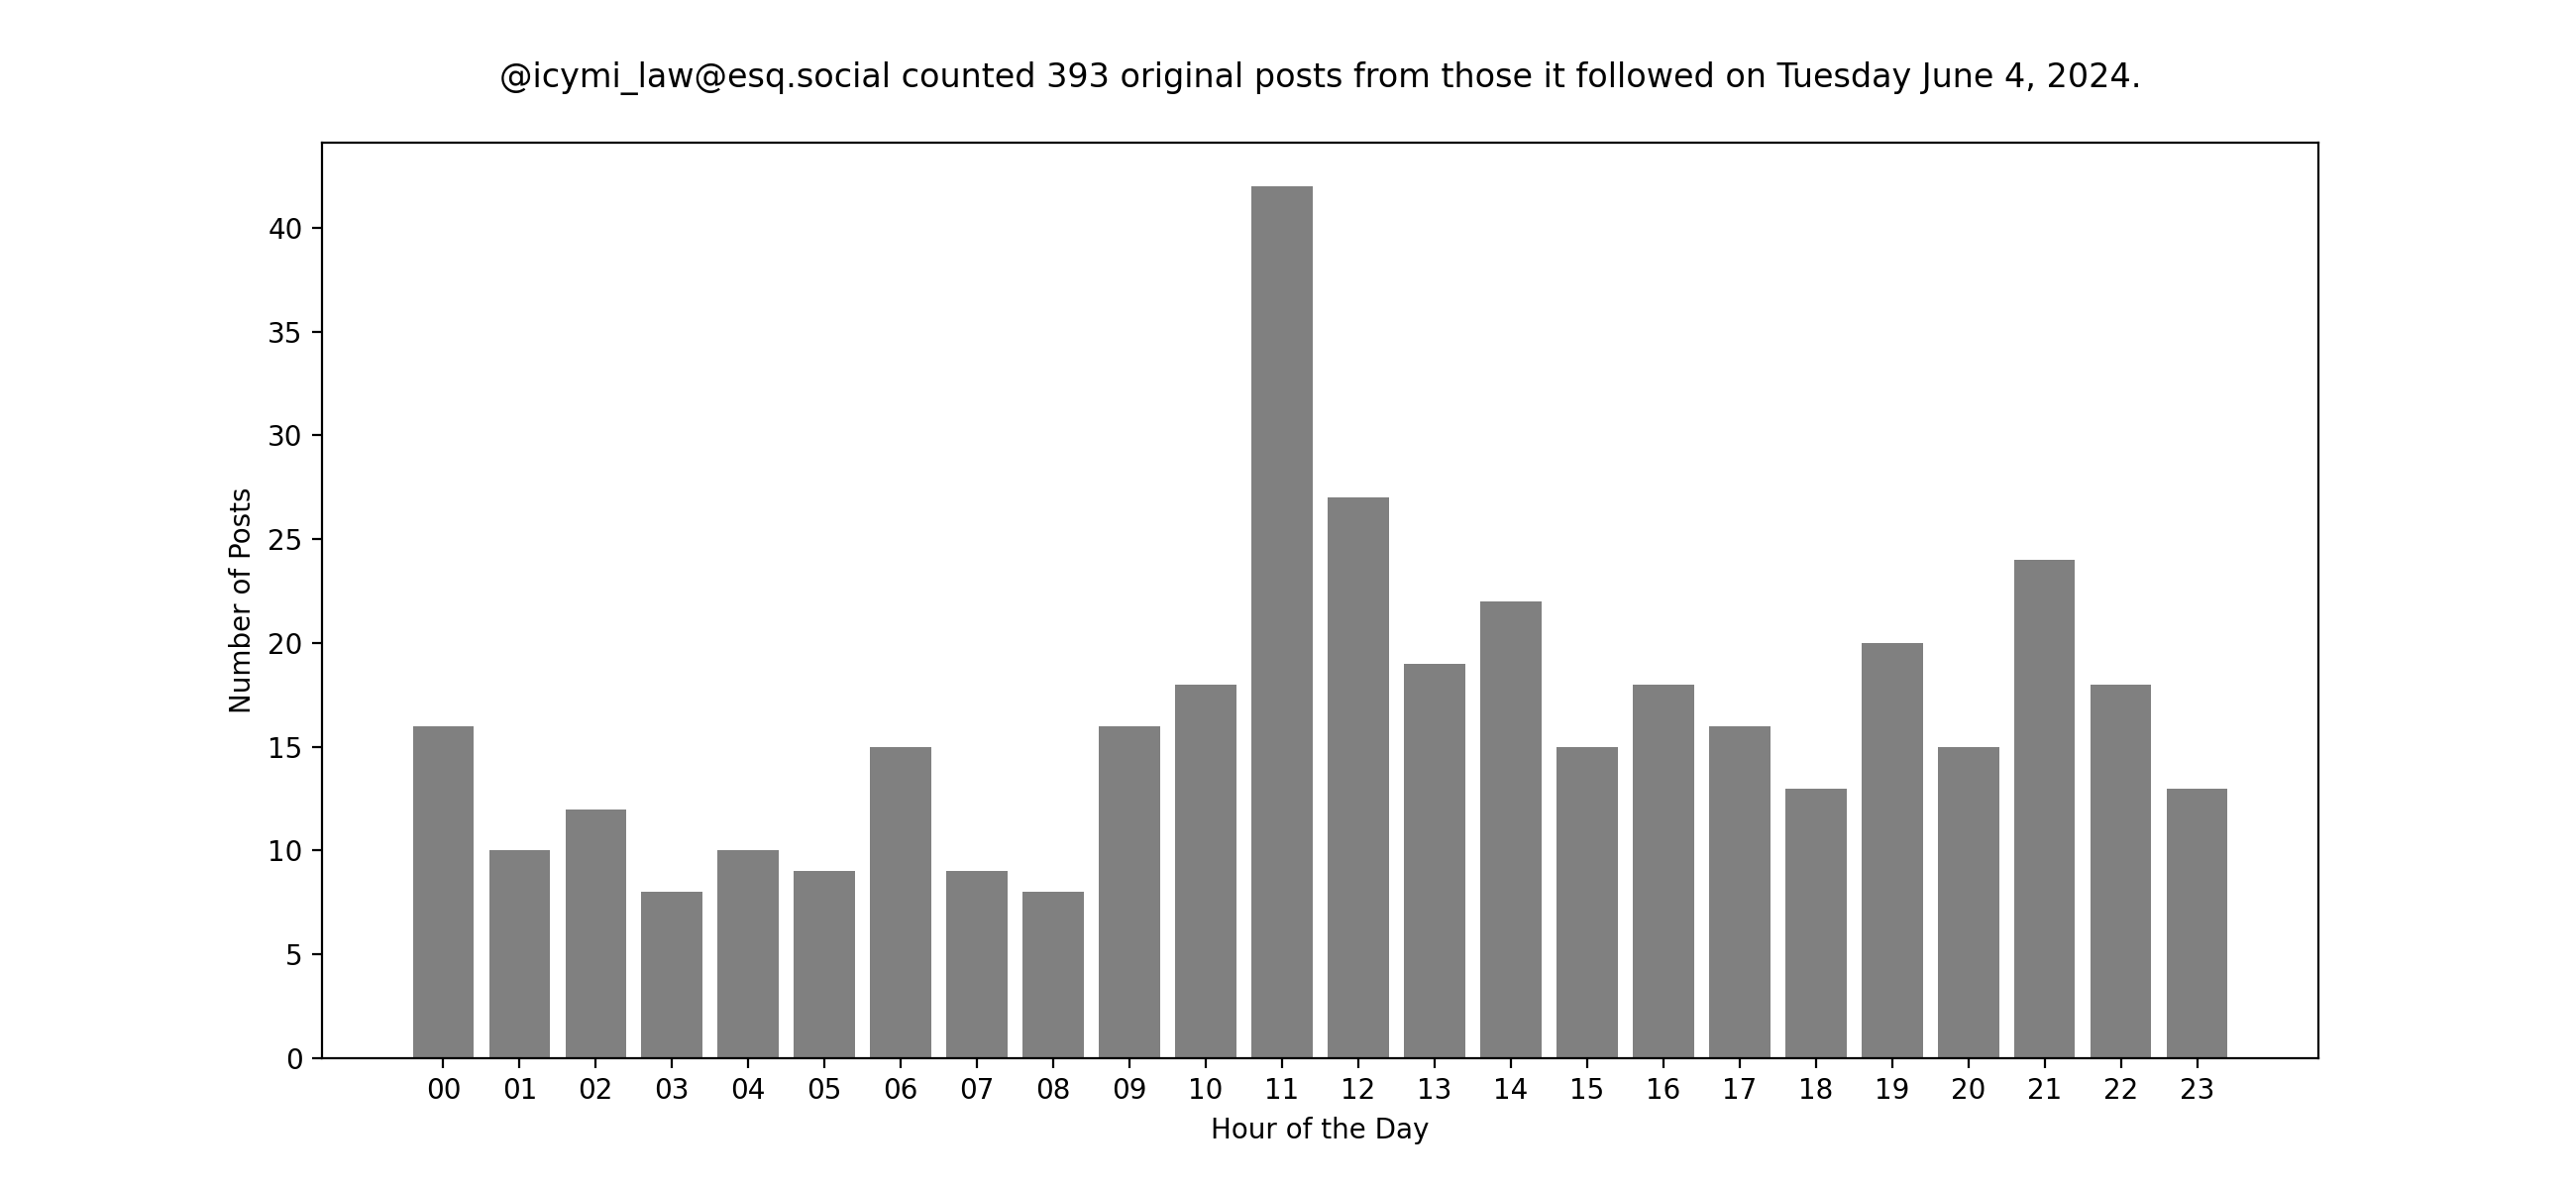 @icymi_law@esq.social counted 393 original posts from those it followed on Tuesday June 4, 2024.
40
35
30
25
20
15
10
5
0
Number of Posts
00 01 02 03 04 05 06 07 08 09 10 11 12 13 14 15 16 17 18 19 20 21 22 23
Hour of the Day